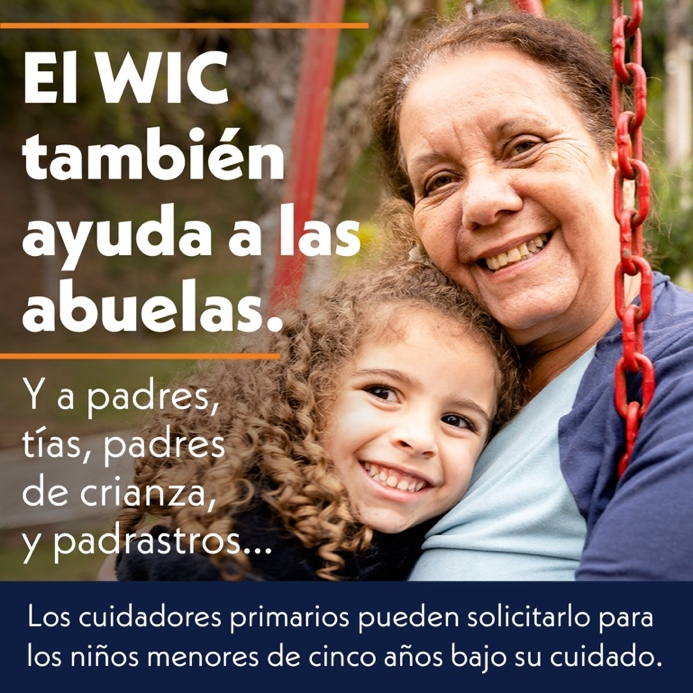 El WIC
también
ayuda a las
abuelas.
Y a padres,
tías, padres
de crianza,
y padrastros...
Los cuidadores primarios pueden solicitarlo para
los niños menores de cinco años bajo su cuidado.